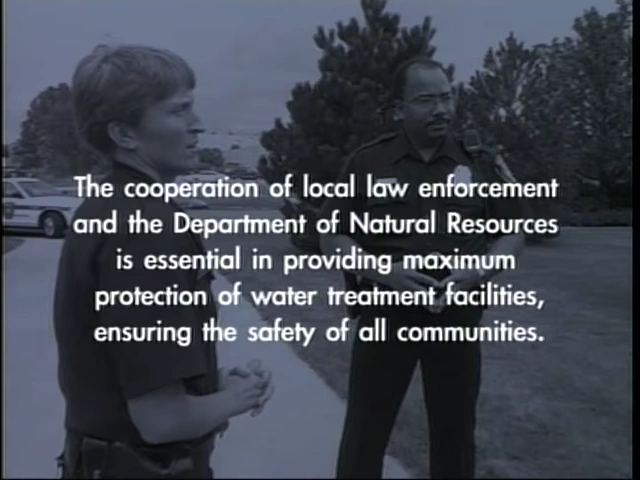 The cooperation of local law enforcement
and the Department of Natural Resources
is essential in providing maximum
protection of water treatment facilities,
ensuring the safety of all communities.